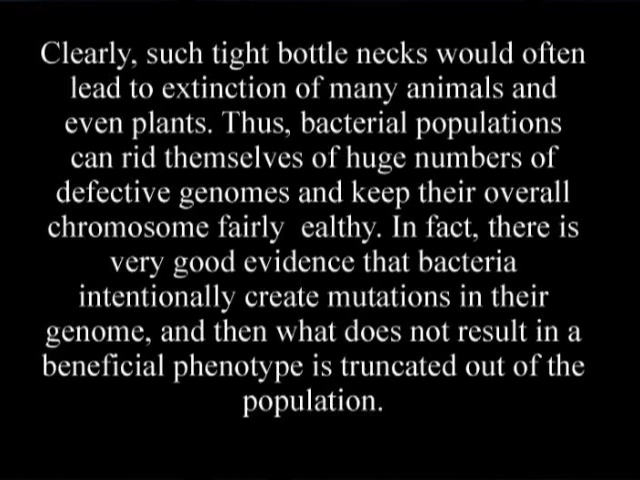 Clearly, such tight bottle necks would often
lead to extinction of many animals and
even plants. Thus, bacterial populations
can rid themselves of huge numbers of
defective genomes and keep their overall
chromosome fairly  ealthy. In fact, there is
very good evidence that bacteria
intentionally create mutations in their
genome, and then what does not result in a
beneficial phenotype is truncated out of the
population.